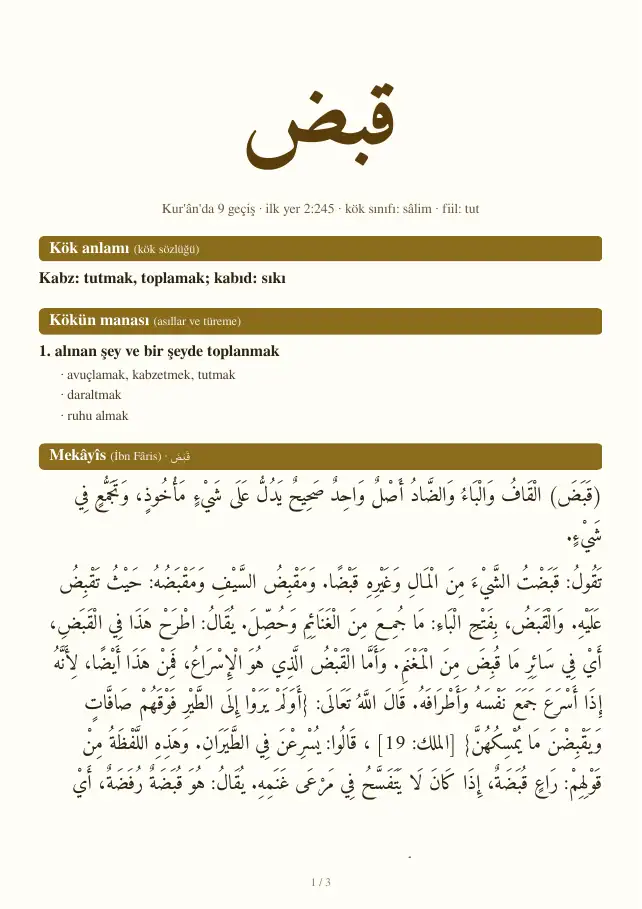 قبض
Kur'ân'da 9 geçiş · ilk yer 2:245 · kök sınıfı: sâlim · fiil: tut
Kök anlamı (kök sözlüğü)
Kabz: tutmak, toplamak; kabıd: sıkı
Kökün manası (asıllar ve türeme)
1. alınan şey ve bir şeyde toplanmak
· avuçlamak, kabzetmek, tutmak
· daraltmak
· ruhu almak
Mekâyîs (İbn Fâris) · قَبَضَ
(قَبَضَ) الْقَافُ وَالْبَاءُ وَالضَّادُ أَصْلٌ وَاحِدٌ صَحِيحٌ يَدُلُّ عَلَى شَيْءٍ مَأْخُوذٍ، وَتَجَمُّعٍ فِي
شَيْءٍ.
تَقُولُ: قَبَضْتُ الشَّيْءَ مِنَ الْمَالِ وَغَيْرِهِ قَبْضًا. وَمَقْبِضُ السَّيْفِ وَمَقْبَضُهُ: حَيْثُ تَقْبِضُ
عَلَيْهِ. وَالْقَبَضُ، بِفَتْحِ الْبَاءِ: مَا جُمِعَ مِنَ الْغَنَائِمِ وَحُصِّلَ. يُقَالُ: اطْرَحْ هَذَا فِي الْقَبَضِ،
أَيْ فِي سَائِرِ مَا قُبِضَ مِنَ الْمَغْنَمِ. وَأَمَّا الْقَبْضُ الَّذِي هُوَ الْإِسْرَاعُ، فَمِنْ هَذَا أَيْضًا، لِأَنَّهُ
إِذَا أَسْرَعَ جَمَعَ نَفْسَهُ وَأَطْرَافَهُ. قَالَ اللَّهُ تَعَالَى: {أَوَلَمْ يَرَوْا إِلَى الطَّيْرِ فَوْقَهُمْ صَافَّاتٍ
وَيَقْبِضْنَ مَا يُمْسِكُهُنَّ} [الملك: 19] ، قَالُوا: يُسْرِعْنَ فِي الطَّيَرَانِ. وَهَذِهِ اللَّفْظَةُ مِنْ
قَوْلِهِمْ: رَاعٍ قُبَضَةٌ، إِذَا كَانَ لَا يَتَفَسَّحُ فِي مَرْعَى غَنَمِهِ. يُقَالُ: هُوَ قُبَضَةٌ رُفَضَةٌ، أَيْ
1 / 3